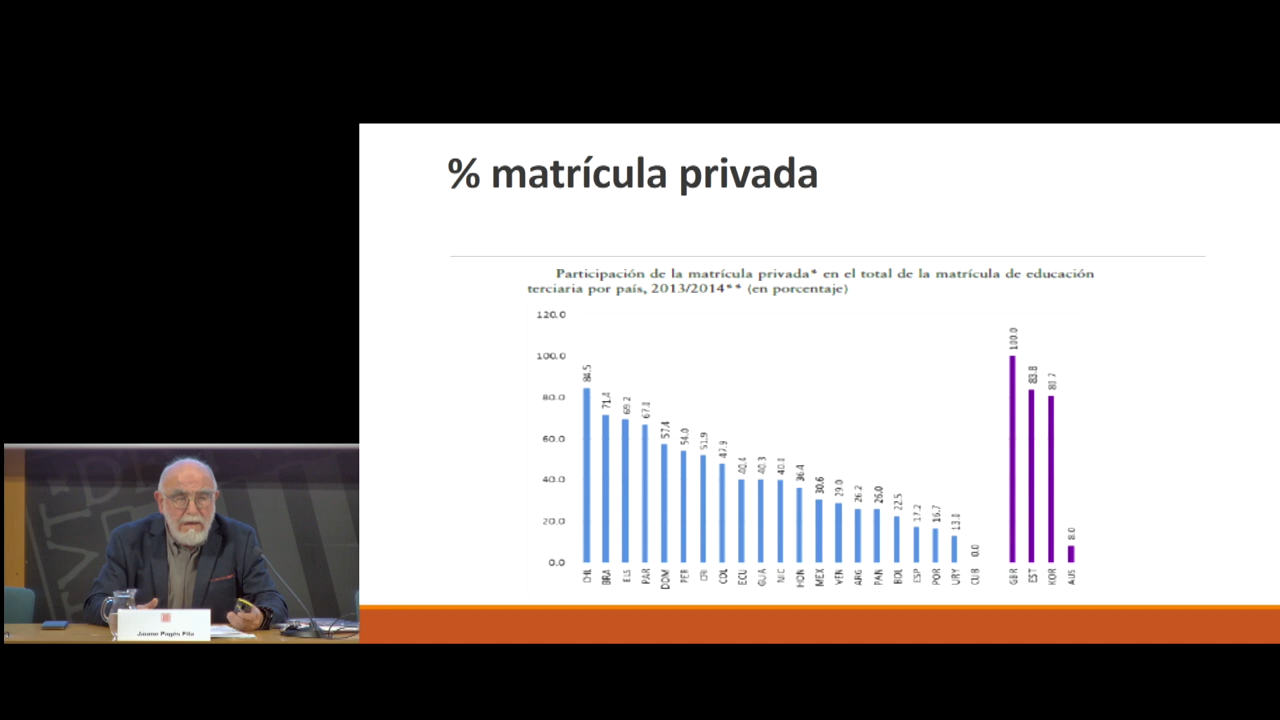 % matrícula privada
Participación de la matrícula privada* en el total de la matrícula de educación
terciaria por país, 2013/2014** (en porcentaje)
120.0
100.0
80.0
60.0
40.0
20.0
0.0
84.5
71.4
69.2
67.1
57.4
54.0
51.9
47.9
40.4
40.3
40.1
36.4
30.6
29.0
26.2
26.0
22.5
17.2
16.7
13.1
0.0
100.0
83.8
80.7
8.0
CHL
BRA
ELS
PAR
DOM
PER
CRI
COL
ECU
GUA
NIC
HON
MEX
VEN
ARG
PAN
BOL
ESP
POR
URY
CUB
GBR
EST
KOR
AUS
Jaume Pagès Fita